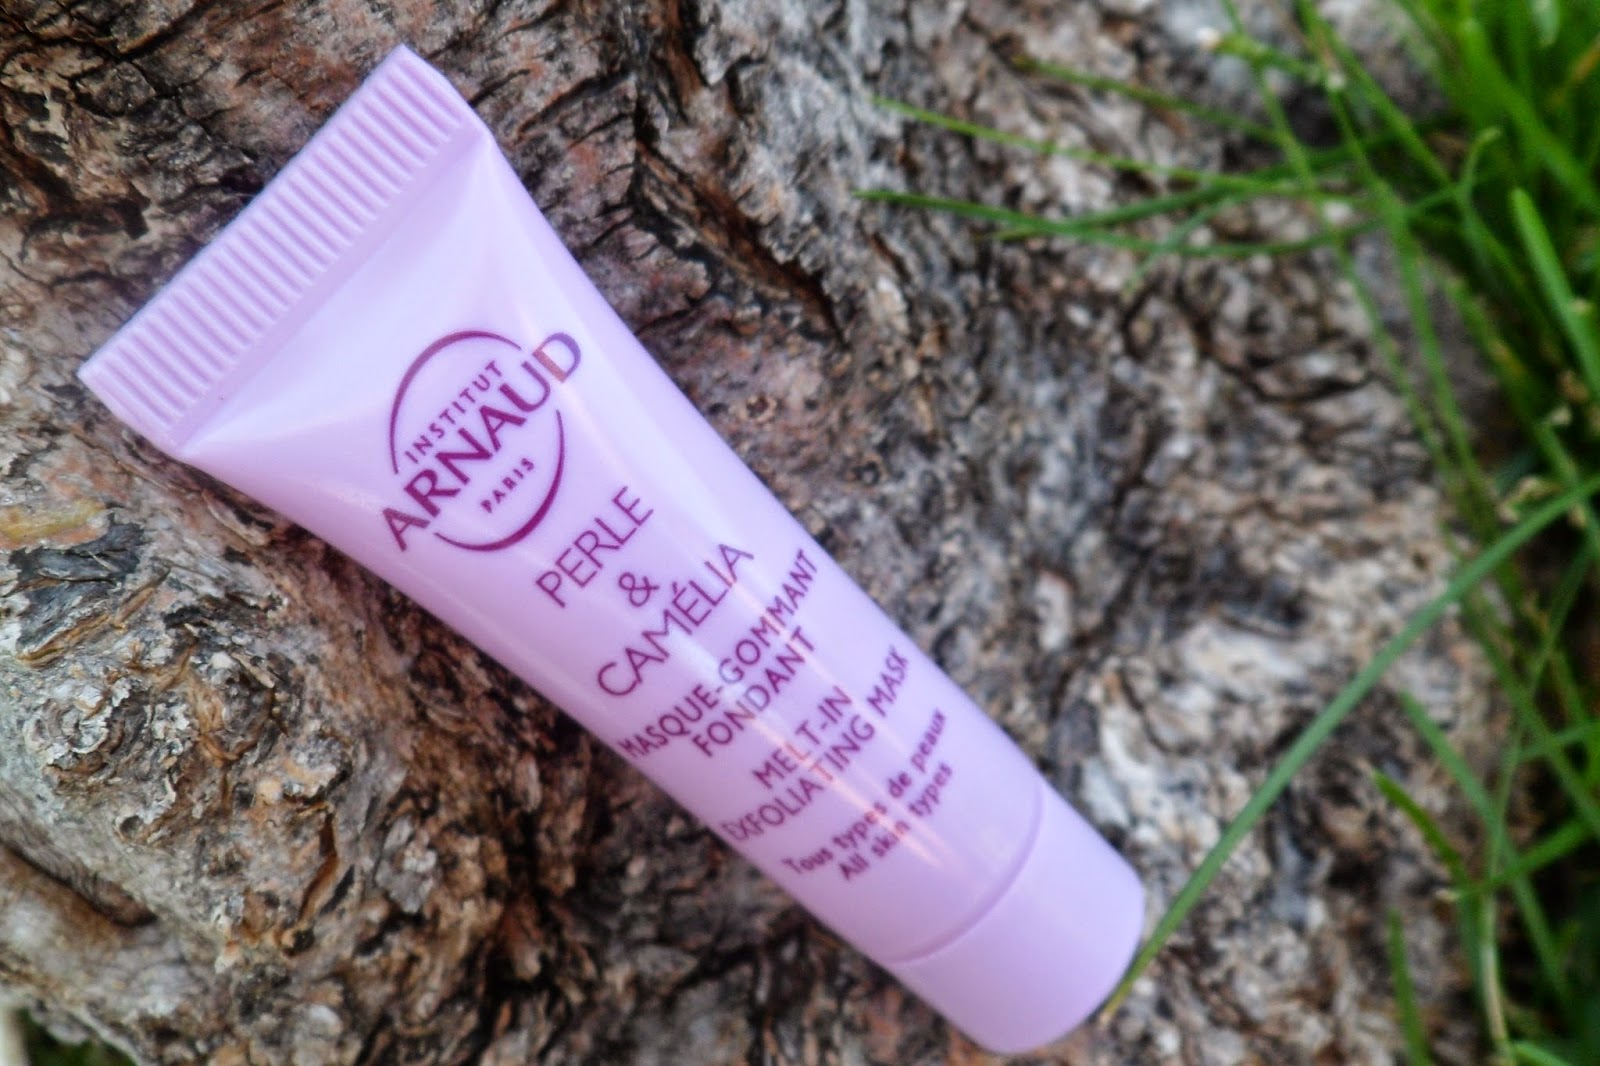 INSTITUT
ARNAUD
PARIS
PERLE
&
CAMÉLIA
MASQUE-GOMMANT
FONDANT
MELT-IN
EXFOLIATING MASK
Tous types de peaux
All skin types